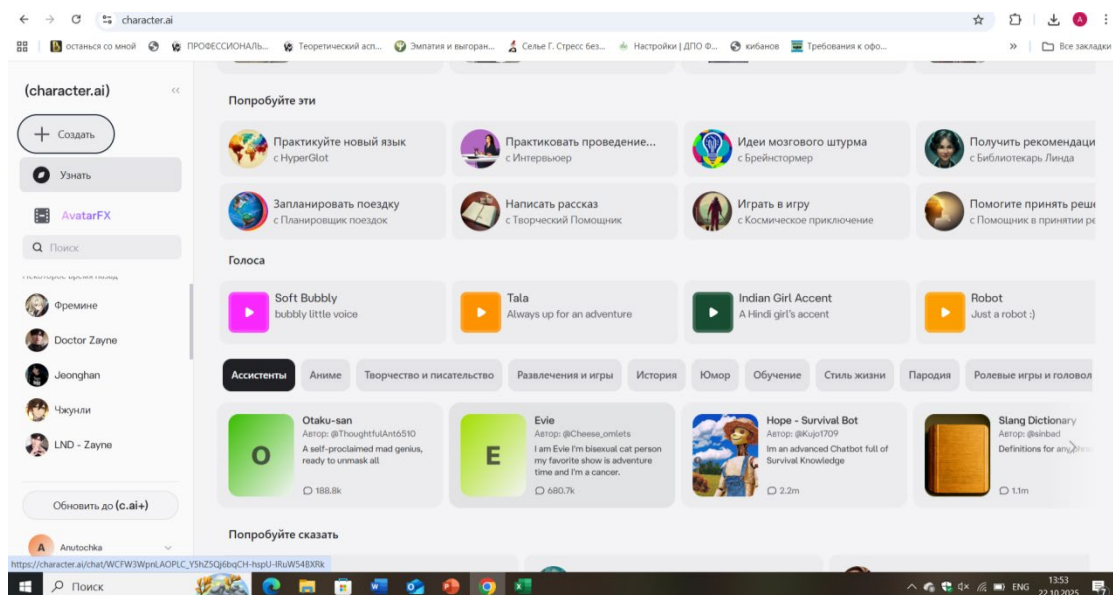 character.ai
останься со мной
ПРОФЕССИОНАЛЬ...
Теоретический асп...
Эмпатия и выгоран...
Селье Г. Стресс без...
Настройки | ДПО Ф...
кибанов
Требования к офо...
»
Все закладки
(character.ai)
Создать
Узнать
AvatarFX
Поиск
Некоторое время назад
Фремине
Doctor Zayne
Jeonghan
Чжунли
LND - Zayne
Обновить до (c.ai+)
A
Anutochka
Попробуйте эти
Практикуйте новый язык
с HyperGlot
Практиковать проведение...
с Интервьюер
Идеи мозгового штурма
с Брейнстормер
Получить рекомендаци
с Библиотекарь Линда
Запланировать поездку
с Планировщик поездок
Написать рассказ
с Творческий Помощник
Играть в игру
с Космическое приключение
Помогите принять реше
с Помощник в принятии ре
Голоса
Soft Bubbly
bubbly little voice
Tala
Always up for an adventure
Indian Girl Accent
A Hindi girl's accent
Robot
Just a robot :)
Ассистенты
Аниме
Творчество и писательство
Развлечения и игры
История
Юмор
Обучение
Стиль жизни
Пародия
Ролевые игры и головол
O
Otaku-san
Автор: @ThoughtfulAnt6510
A self-proclaimed mad genius,
ready to unmask all
188.8k
E
Evie
Автор: @Cheese_omlets
I am Evie I'm bisexual cat person
my favorite show is adventure
time and I'm a cancer.
680.7k
Hope - Survival Bot
Автор: @Kujo1709
Im an advanced Chatbot full of
Survival Knowledge
2.2m
Slang Dictionary
Автор: @sinbad
Definitions for any
1.1m
Попробуйте сказать
Поиск
ENG
13:53
22.10.2025